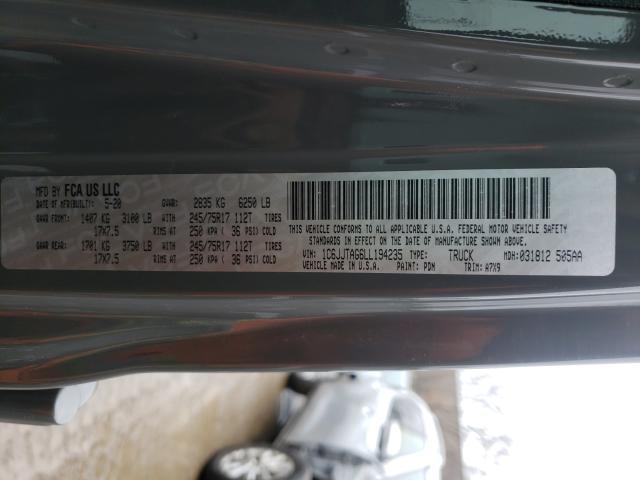 MFD BY FCA US LLC
DATE OF MFR(BUILT): 5-20 GVWR: 2835 KG 6250 LB
GAWR FRONT: 1407 KG 3100 LB WITH 245/75R17 112T TIRES
17X7.5 RIMS AT 250 KPA ( 36 PSI) COLD
GAWR REAR: 1701 KG 3750 LB WITH 245/75R17 112T TIRES
17X7.5 RIMS AT 250 KPA ( 36 PSI) COLD
THIS VEHICLE CONFORMS TO ALL APPLICABLE U.S.A. FEDERAL MOTOR VEHICLE SAFETY
STANDARDS IN EFFECT ON THE DATE OF MANUFACTURE SHOWN ABOVE.
VIN: 1C6JJTAG6LL194235 TYPE: TRUCK MDH: 031812 505AA
VEHICLE MADE IN U.S.A. PAINT: PDN TRIM: A7X9